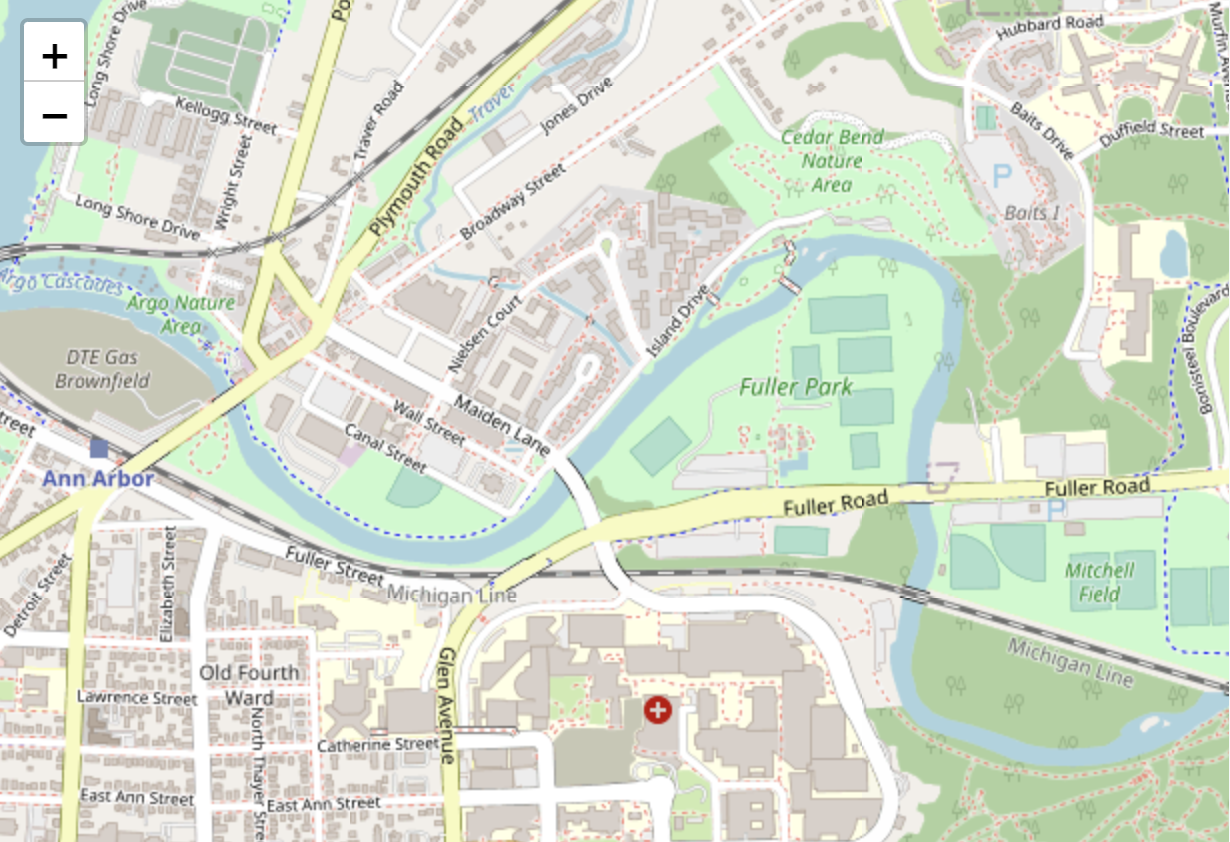 +
−
Long Shore Drive
Po
Hubbard Road
Murfin Ave
Kellogg Street
Traver Road
Traver
Jones Drive
Baits Drive
Duffield Street
Cedar Bend
Nature
Area
P
Wright Street
Plymouth Road
Broadway Street
Long Shore Drive
Baits I
Argo Cascades
Argo Nature
Area
Nielsen Court
Island Drive
Bonisteel Boulevard
DTE Gas
Brownfield
Fuller Park
Maiden Lane
Wall Street
Canal Street
treet
Ann Arbor
Fuller Road
Fuller Road
P
Detroit Street
Elizabeth Street
Fuller Street
Michigan Line
Mitchell
Field
Michigan Line
Old Fourth
Ward
Glen Avenue
Lawrence Street
North Thayer Stre
Catherine Street
East Ann Street
East Ann Street